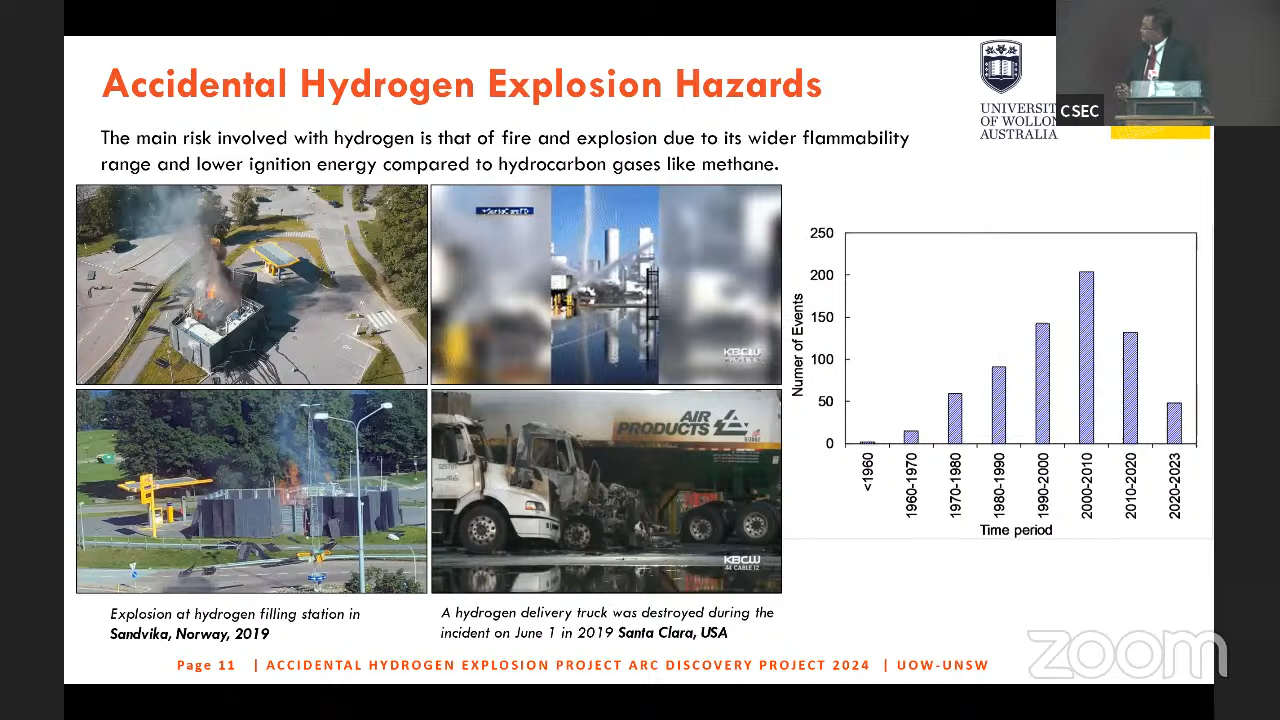 Accidental Hydrogen Explosion Hazards
UNIVERSIT
OF WOLLON
AUSTRALIA
CSEC
The main risk involved with hydrogen is that of fire and explosion due to its wider flammability
range and lower ignition energy compared to hydrocarbon gases like methane.
KBCW
AIR
PRODUCTS
KBCW
44 CABLE 12
250
200
150
100
50
0
Numer of Events
<1960
1960-1970
1970-1980
1980-1990
1990-2000
2000-2010
2010-2020
2020-2022
Time period
Explosion at hydrogen filling station in
Sandvika, Norway, 2019
A hydrogen delivery truck was destroyed during the
incident on June 1 in 2019 Santa Clara, USA
Page 11 | ACCIDENTAL HYDROGEN EXPLOSION PROJECT ARC DISCOVERY PROJECT 2024 | UOW-UNSW
zoom